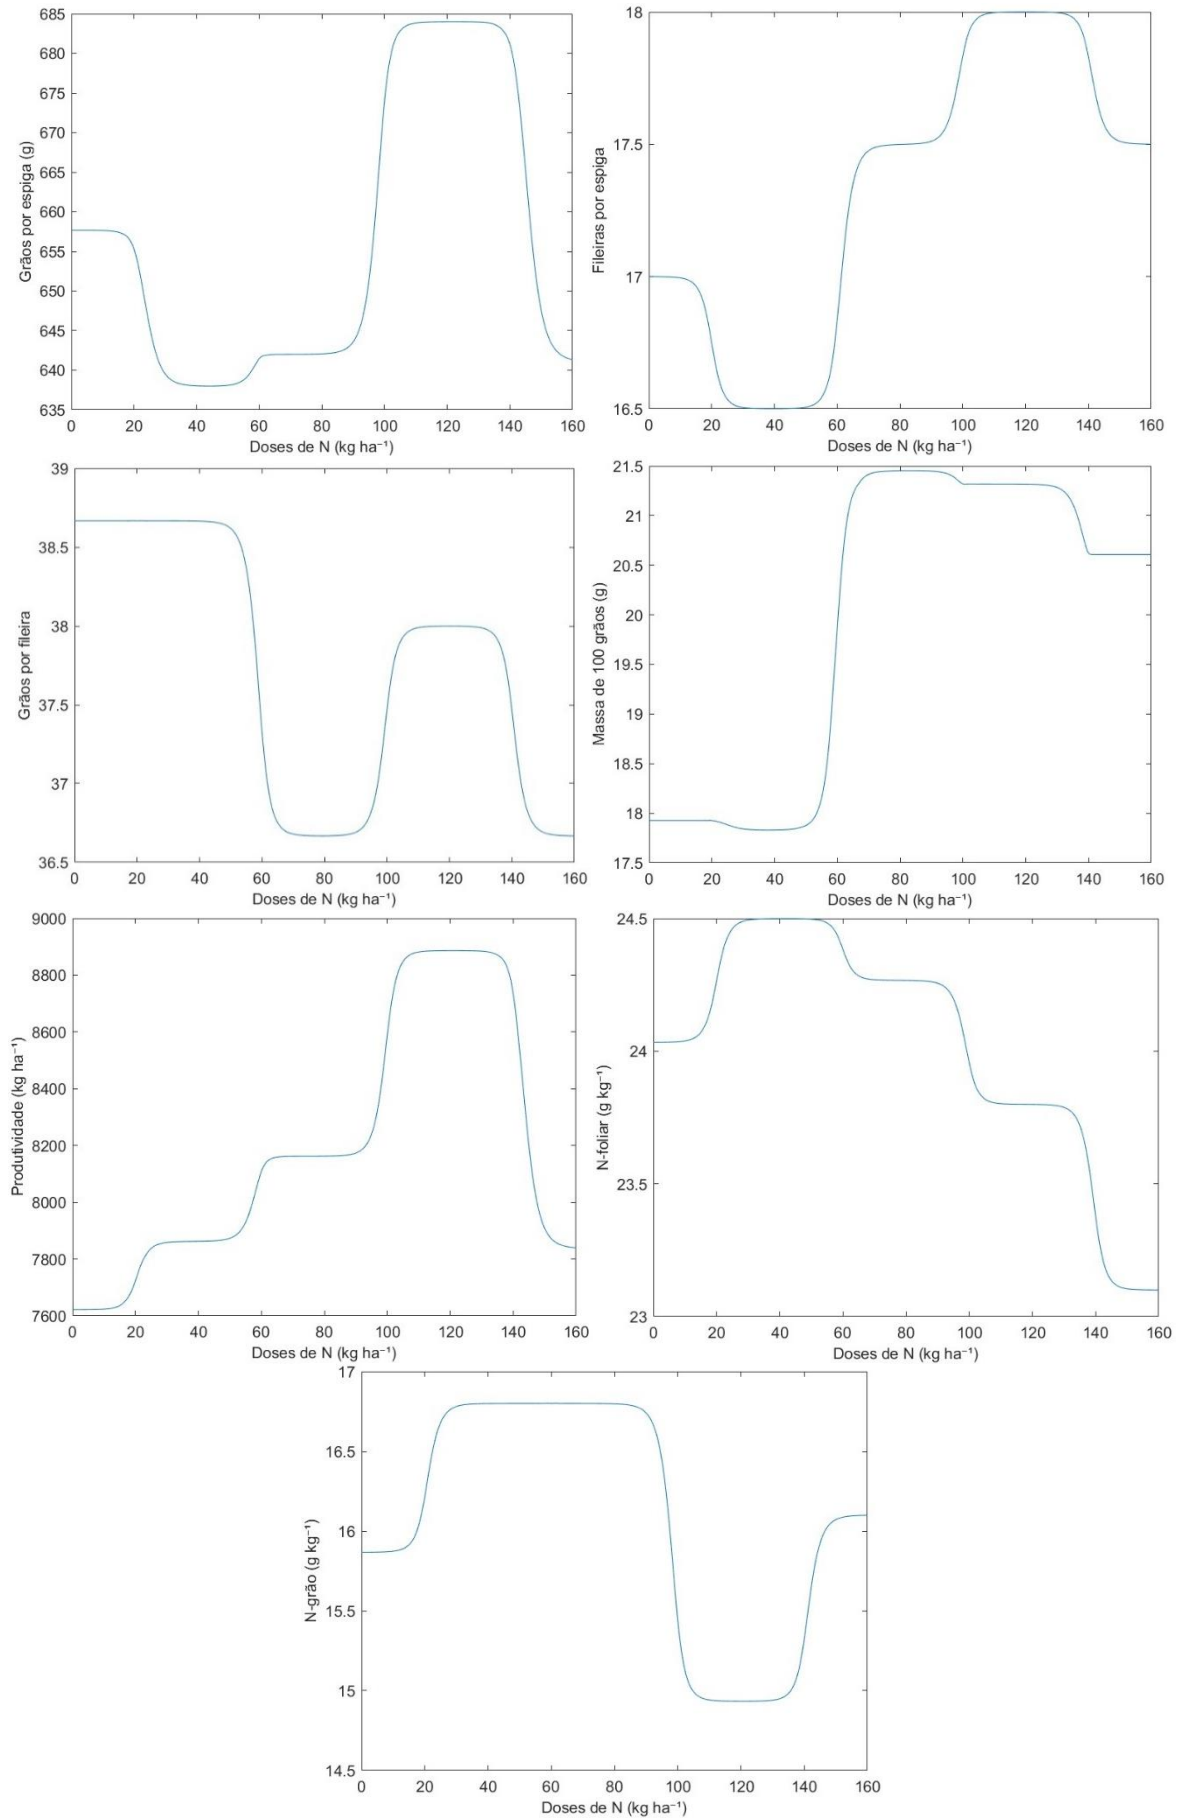 685
680
675
670
665
660
655
650
645
640
635
Grãos por espiga (g)
0 20 40 60 80 100 120 140 160
Doses de N (kg ha⁻¹)
18
17.5
17
16.5
Fileiras por espiga
0 20 40 60 80 100 120 140 160
Doses de N (kg ha⁻¹)
39
38.5
38
37.5
37
36.5
Grãos por fileira
0 20 40 60 80 100 120 140 160
Doses de N (kg ha⁻¹)
21.5
21
20.5
20
19.5
19
18.5
18
17.5
Massa de 100 grãos (g)
0 20 40 60 80 100 120 140 160
Doses de N (kg ha⁻¹)
9000
8800
8600
8400
8200
8000
7800
7600
Produtividade (kg ha⁻¹)
0 20 40 60 80 100 120 140 160
Doses de N (kg ha⁻¹)
24.5
24
23.5
23
N-foliar (g kg⁻¹)
0 20 40 60 80 100 120 140 160
Doses de N (kg ha⁻¹)
17
16.5
16
15.5
15
14.5
N-grão (g kg⁻¹)
0 20 40 60 80 100 120 140 160
Doses de N (kg ha⁻¹)